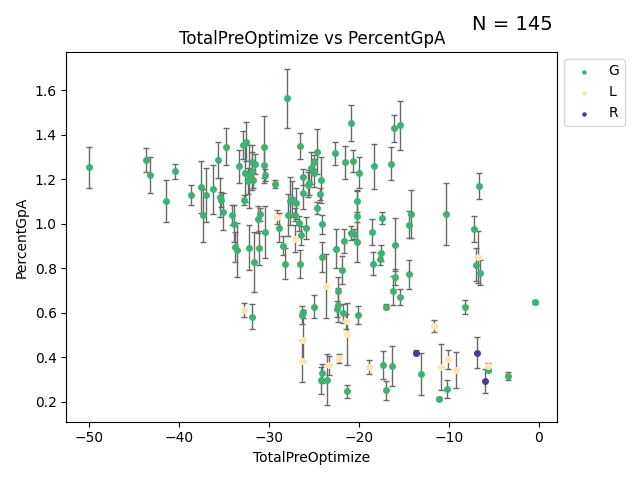 N = 145
TotalPreOptimize vs PercentGpA
G
L
R
PercentGpA
1.6
1.4
1.2
1.0
0.8
0.6
0.4
0.2
−50
−40
−30
−20
−10
0
TotalPreOptimize